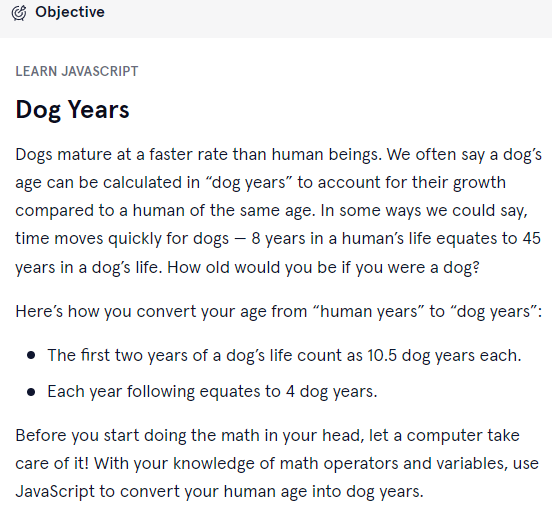 Objective
LEARN JAVASCRIPT
Dog Years
Dogs mature at a faster rate than human beings. We often say a dog’s
age can be calculated in “dog years” to account for their growth
compared to a human of the same age. In some ways we could say,
time moves quickly for dogs — 8 years in a human’s life equates to 45
years in a dog’s life. How old would you be if you were a dog?
Here’s how you convert your age from “human years” to “dog years”:
• The first two years of a dog’s life count as 10.5 dog years each.
• Each year following equates to 4 dog years.
Before you start doing the math in your head, let a computer take
care of it! With your knowledge of math operators and variables, use
JavaScript to convert your human age into dog years.